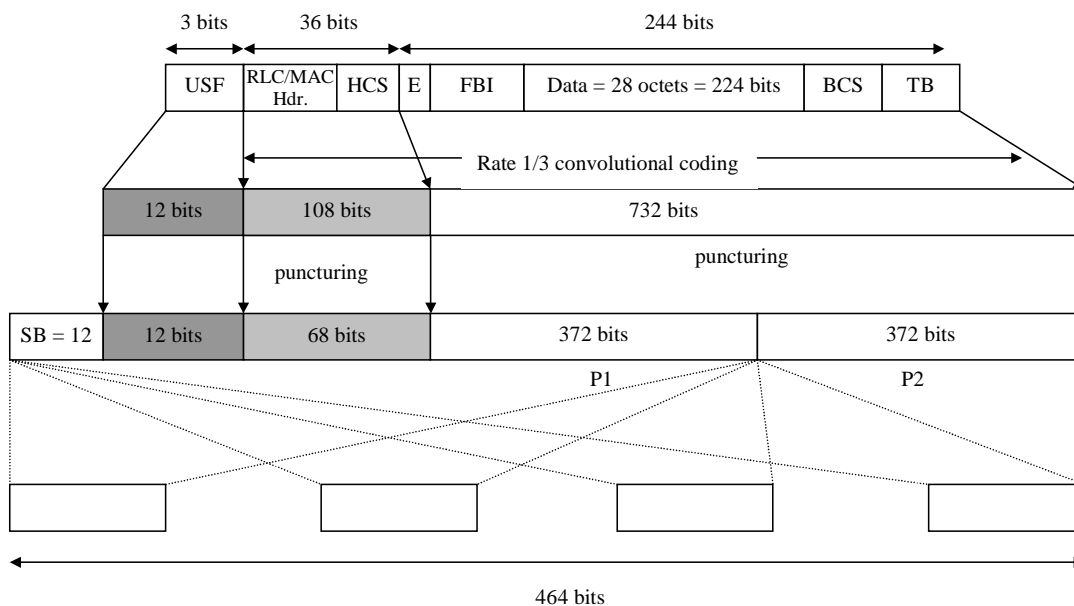 3 bits 36 bits 244 bits
USF RLC/MAC Hdr. HCS E FBI Data = 28 octets = 224 bits BCS TB
Rate 1/3 convolutional coding
12 bits 108 bits 732 bits
puncturing puncturing
SB = 12 12 bits 68 bits 372 bits 372 bits
P1 P2
464 bits